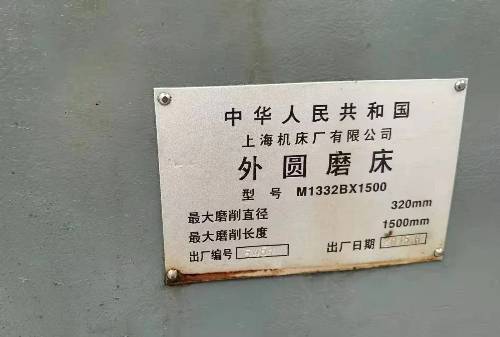 中华人民共和国
上海机床厂有限公司
外圆磨床
型号 M1332BX1500
最大磨削直径 320mm
最大磨削长度 1500mm
出厂编号 出厂日期